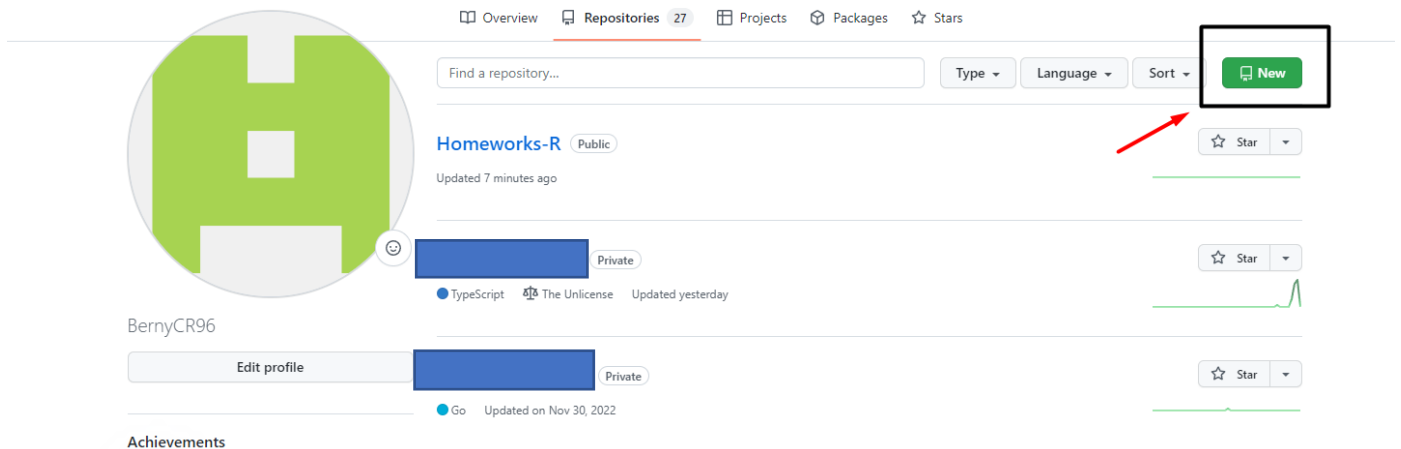 Overview Repositories 27 Projects Packages Stars
Find a repository... Type Language Sort New
Homeworks-R Public Star
Updated 7 minutes ago
Private Star
TypeScript The Unlicense Updated yesterday
BernyCR96
Edit profile
Private Star
Go Updated on Nov 30, 2022
Achievements